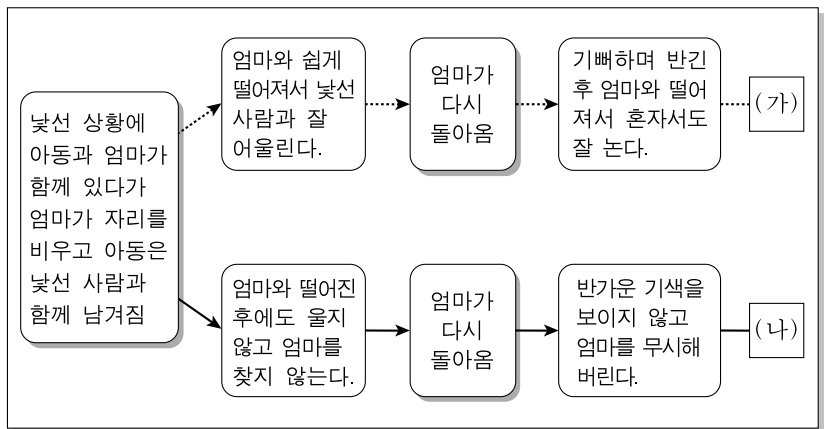 낯선 상황에
아동과 엄마가
함께 있다가
엄마가 자리를
비우고 아동은
낯선 사람과
함께 남겨짐
엄마와 쉽게
떨어져서 낯선
사람과 잘
어울린다.
엄마가
다시
돌아옴
기뻐하며 반긴
후 엄마와 떨어
져서 혼자서도
잘 논다.
(가)
엄마와 떨어진
후에도 울지
않고 엄마를
찾지 않는다.
엄마가
다시
돌아옴
반가운 기색을
보이지 않고
엄마를 무시해
버린다.
(나)